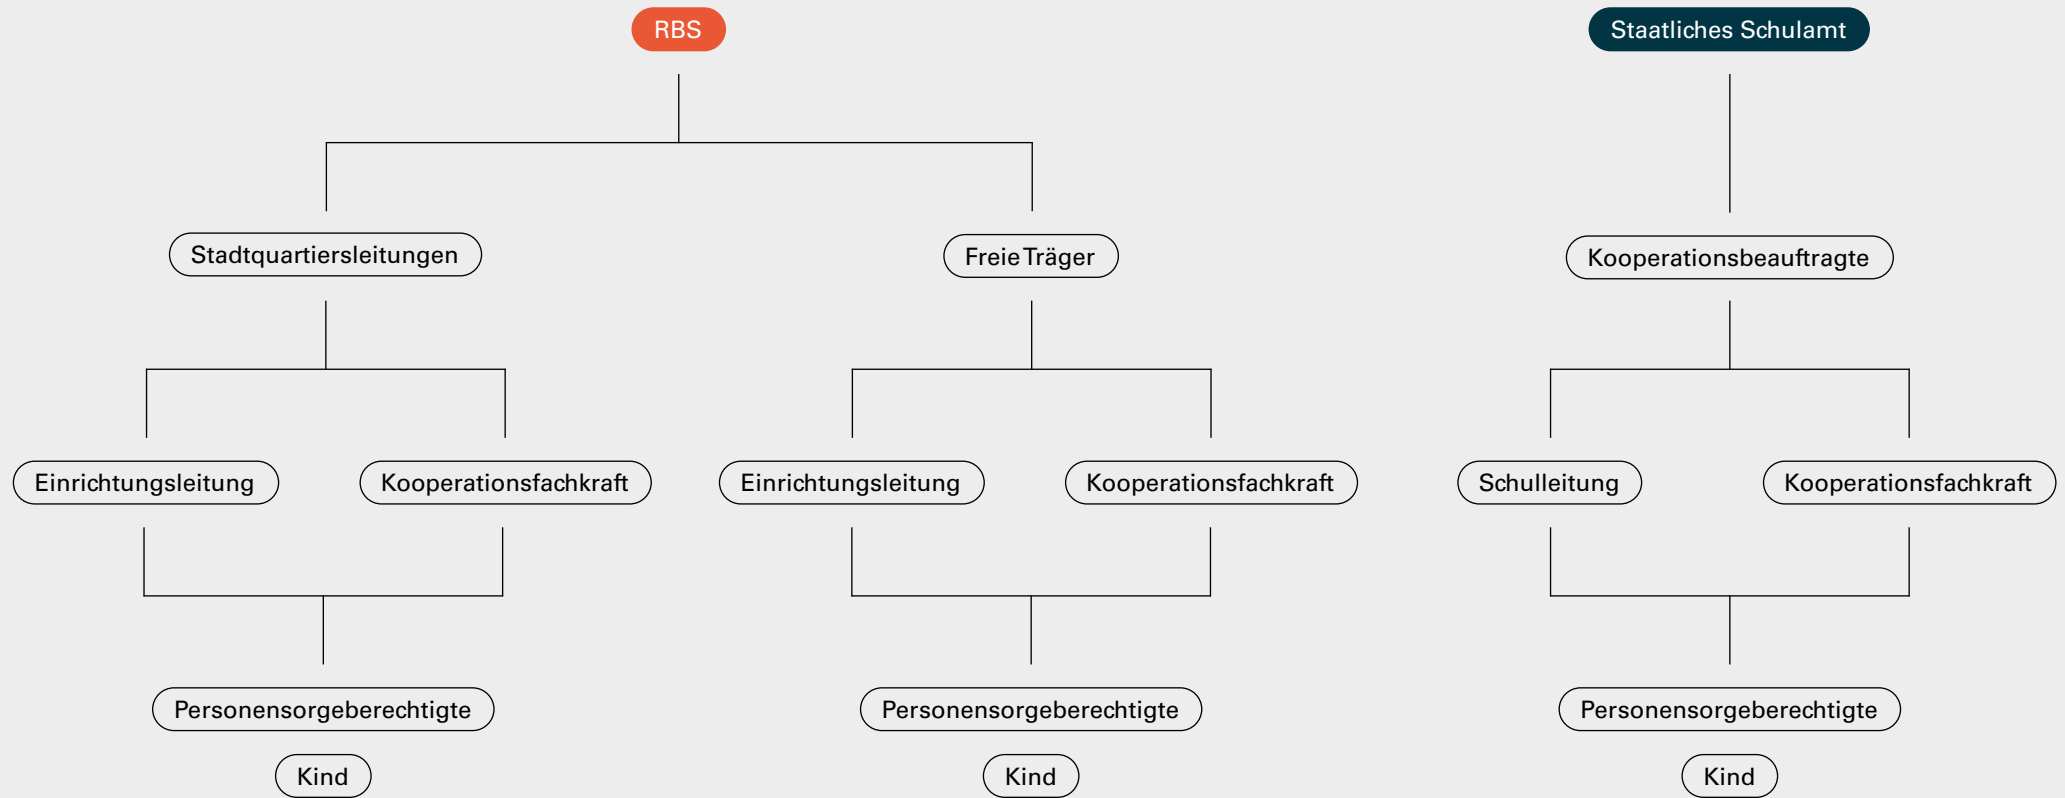 RBS
Staatliches Schulamt
Stadtquartiersleitungen
Freie Träger
Kooperationsbeauftragte
Einrichtungsleitung
Kooperationsfachkraft
Einrichtungsleitung
Kooperationsfachkraft
Schulleitung
Kooperationsfachkraft
Personensorgeberechtigte
Personensorgeberechtigte
Personensorgeberechtigte
Kind
Kind
Kind